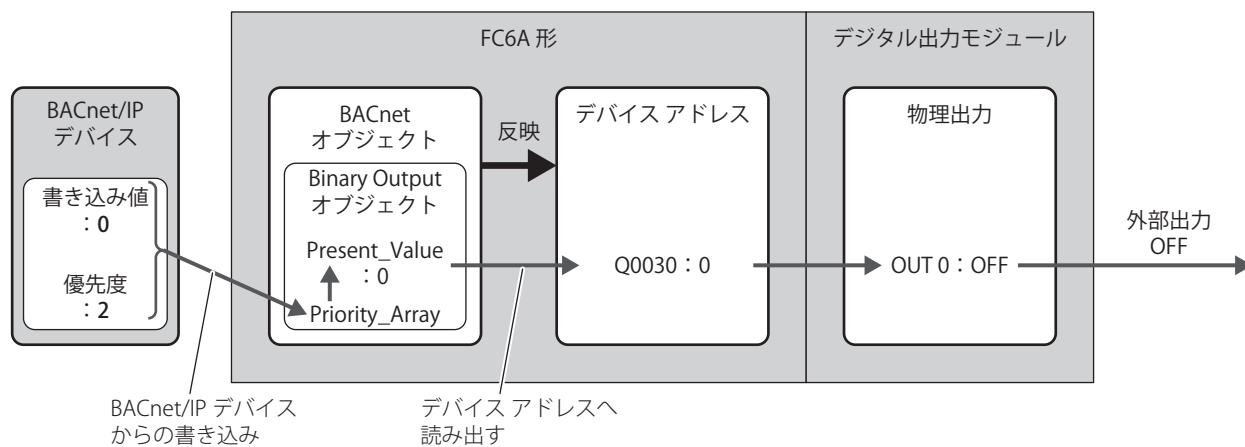 FC6A 形
デジタル出力モジュール
BACnet/IP
デバイス
書き込み値
:0
優先度
:2
BACnet
オブジェクト
Binary Output
オブジェクト
Present_Value
:0
Priority_Array
反映
デバイス アドレス
Q0030:0
物理出力
OUT 0:OFF
外部出力
OFF
BACnet/IP デバイス
からの書き込み
デバイス アドレスへ
読み出す